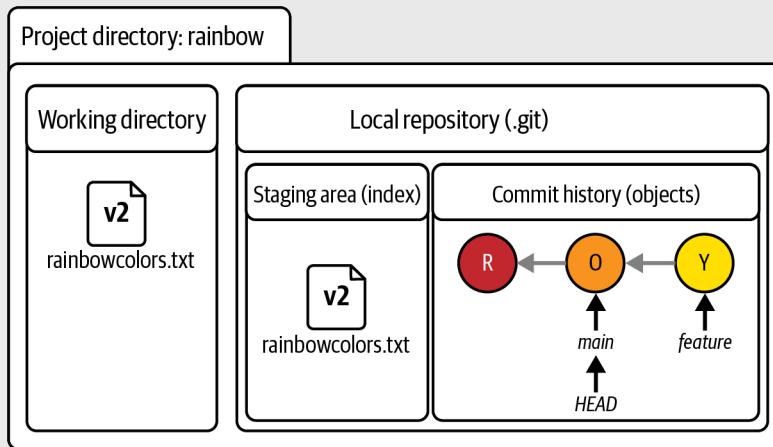 Project directory: rainbow
Working directory
v2
rainbowcolors.txt
Local repository (.git)
Staging area (index)
v2
rainbowcolors.txt
Commit history (objects)
R O Y
main feature
HEAD